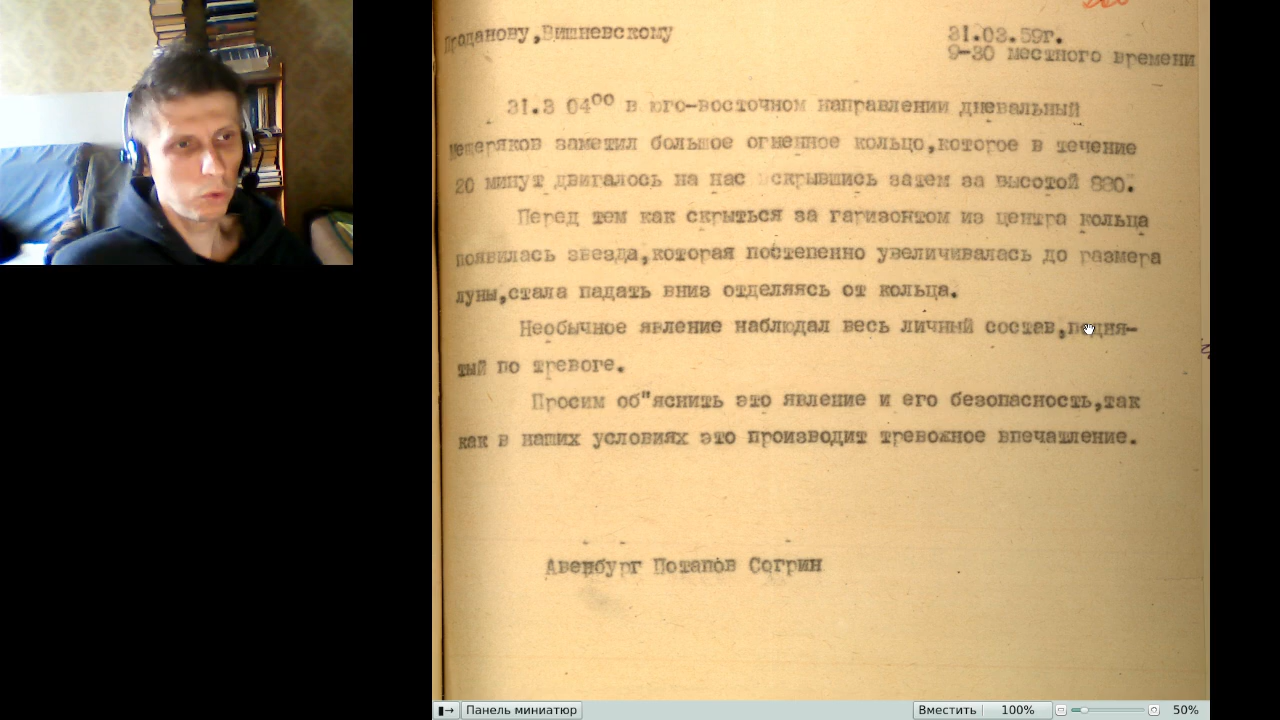 Проданову,Вишневскому
31.03.59г.
9-30 местного времени
31.3 04⁰⁰ в юго-восточном направлении дневальный
Мещеряков заметил большое огненное кольцо,которое в течение
20 минут двигалось на нас скрывшись затем за высотой 880.
Перед тем как скрыться за гаризонтом из центра кольца
появилась звезда,которая постепенно увеличивалась до размера
луны,стала падать вниз отделяясь от кольца.
Необычное явление наблюдал весь личный состав,подня-
тый по тревоге.
Просим об"яснить это явление и его безопасность,так
как в наших условиях это производит тревожное впечатление.
Авенбург Потапов Согрин
Панель миниатюр
Вместить 100% 50%